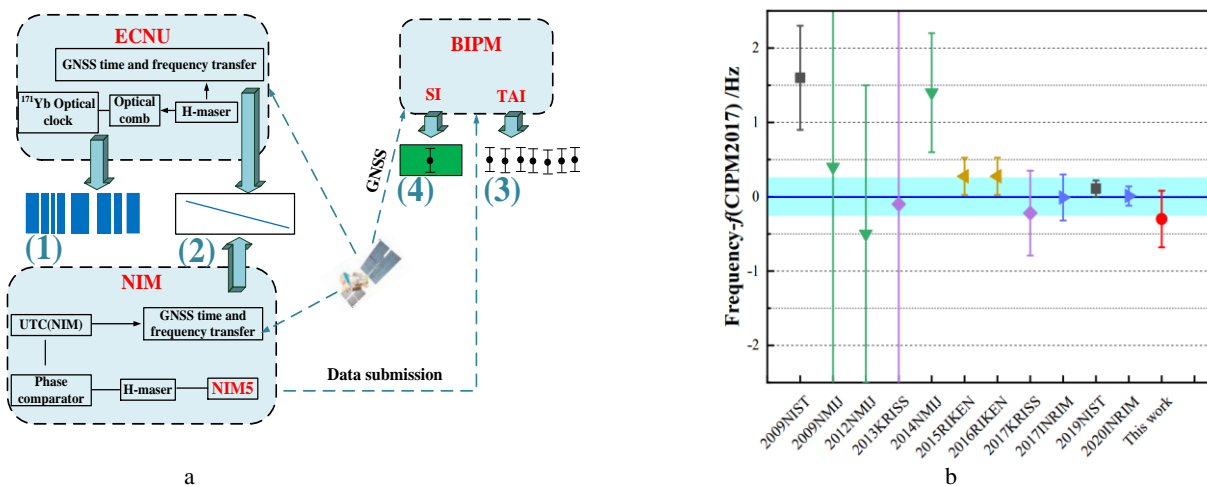 ECNU
GNSS time and frequency transfer
171Yb Optical
clock
Optical
comb
H-maser
BIPM
SI
TAI
GNSS
(1)
(2)
(4)
(3)
NIM
UTC(NIM)
GNSS time and
frequency transfer
Phase
comparator
H-maser
NIM5
Data submission
a
Frequency-f(CIPM2017) /Hz
2
1
0
-1
-2
2009NIST
2009NMIJ
2012NMIJ
2013KRISS
2014NMIJ
2015RIKEN
2016RIKEN
2017KRISS
2017INRIM
2019NIST
2020INRIM
This work
b